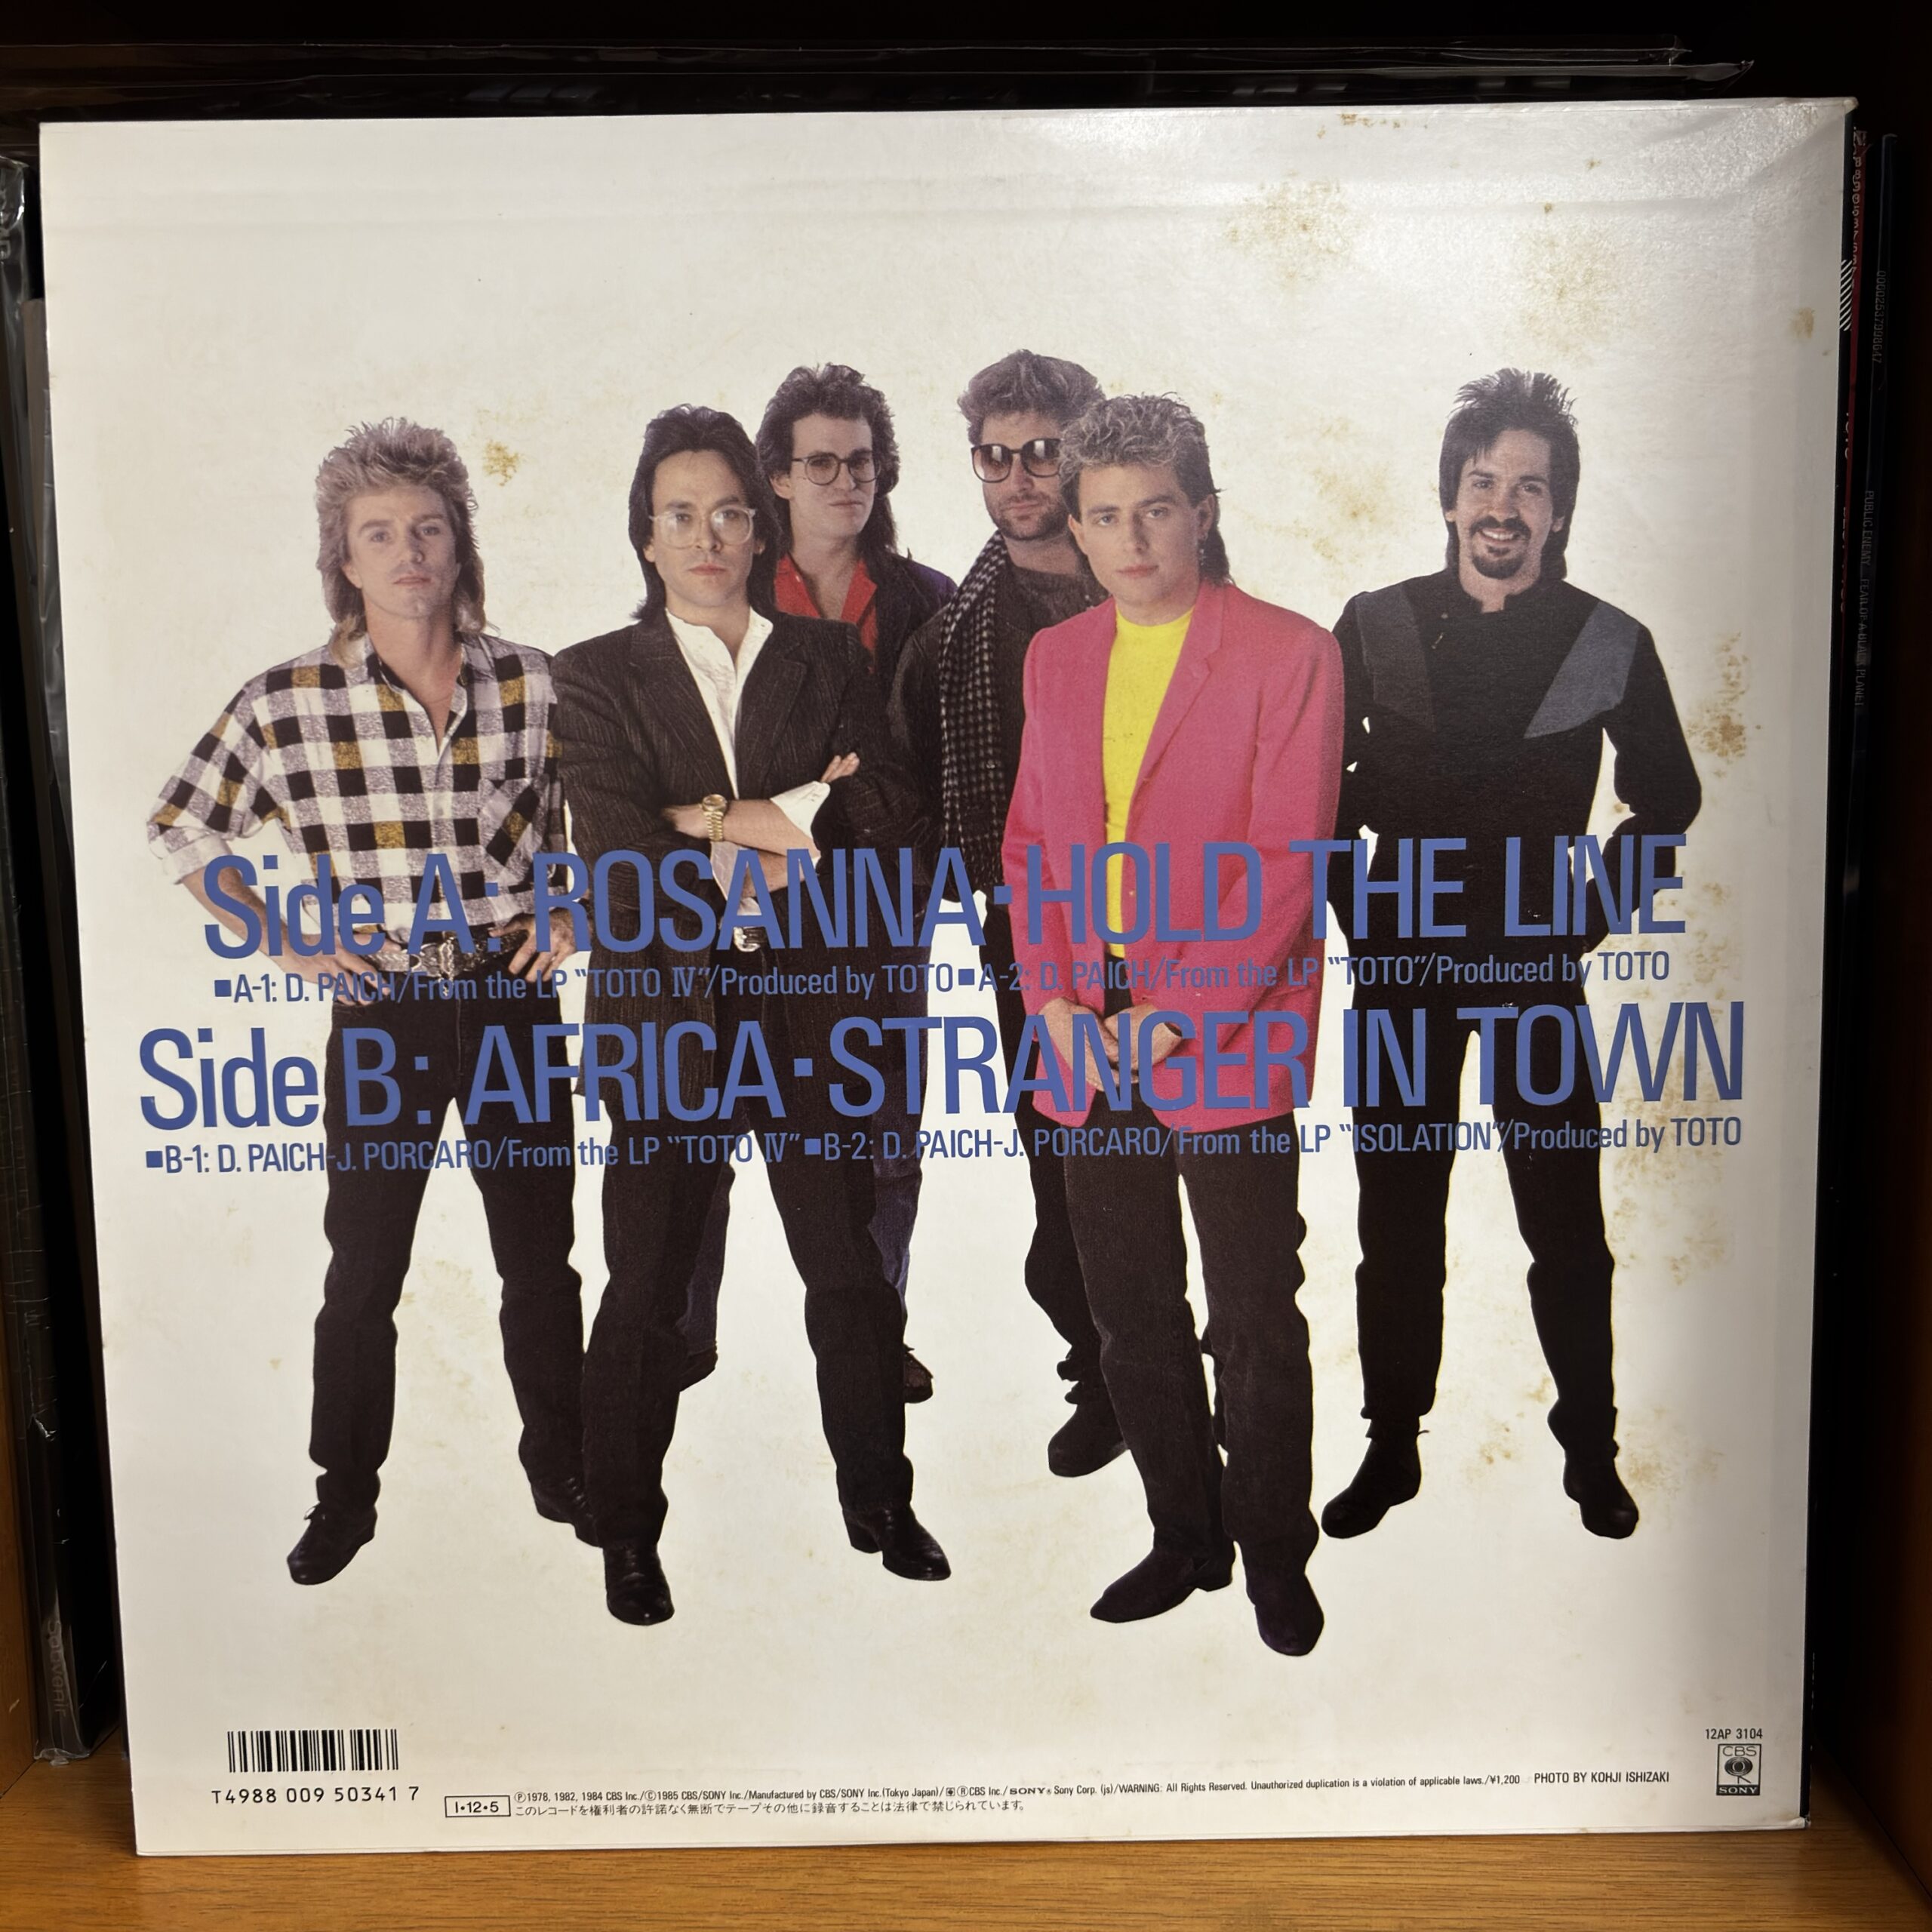 Side A: ROSANNA·HOLD THE LINE
■A-1: D. PAICH/From the LP "TOTO IV"/Produced by TOTO■A-2: D. PAICH/From the LP "TOTO"/Produced by TOTO
Side B: AFRICA·STRANGER IN TOWN
■B-1: D. PAICH-J. PORCARO/From the LP "TOTO IV" ■B-2: D. PAICH-J. PORCARO/From the LP "ISOLATION"/Produced by TOTO
T4988 009 50341 7
I•12•5
Ⓟ1978, 1982, 1984 CBS Inc./Ⓒ1985 CBS/SONY Inc./Manufactured by CBS/SONY Inc.(Tokyo Japan)/ ⓇCBS Inc./SONY® Sony Corp. (js)/WARNING: All Rights Reserved. Unauthorized duplication is a violation of applicable laws./¥1,200 PHOTO BY KOHJI ISHIZAKI
このレコードを権利者の許諾なく無断でテープその他に録音することは法律で禁じられています。
12AP 3104
CBS
SONY
Souvenir
PUBLIC ENEMY